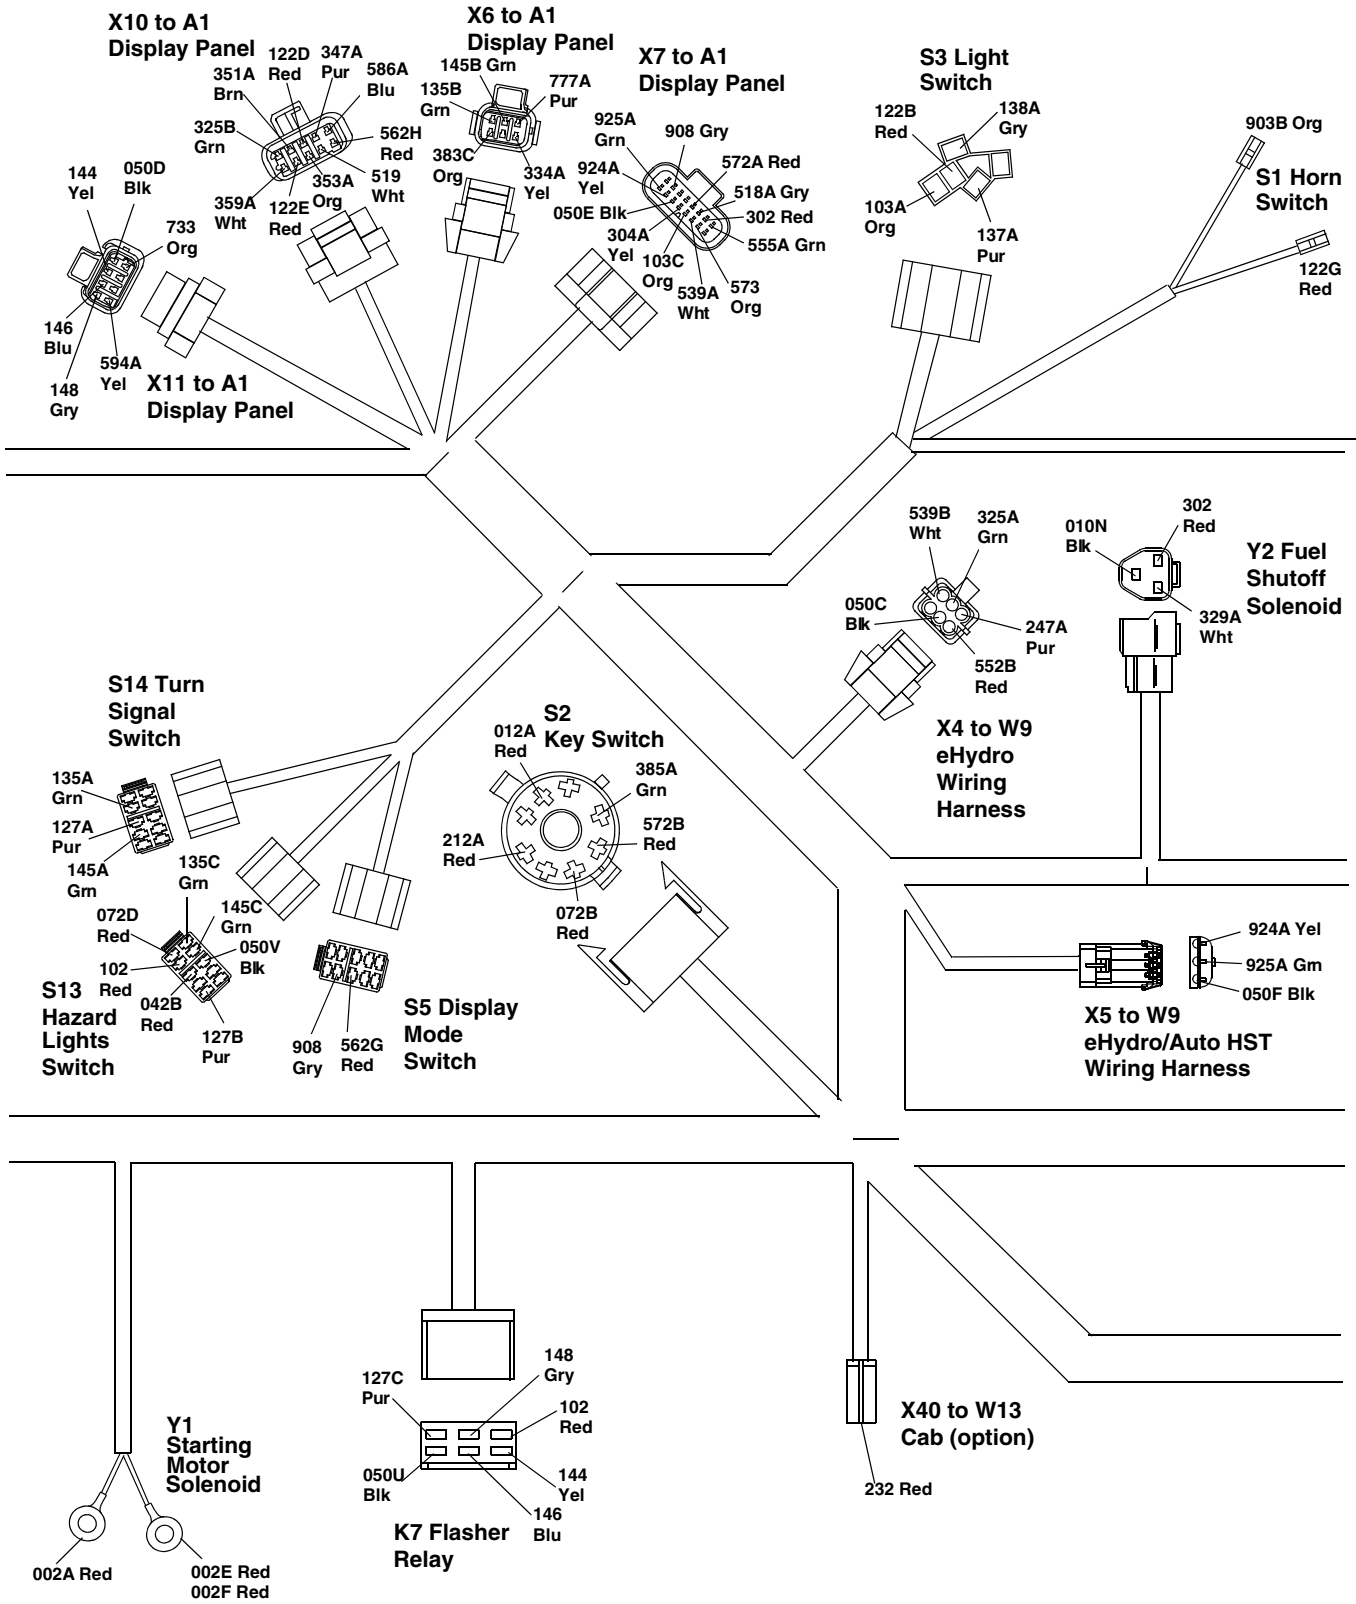 X10 to A1
Display Panel
122D
Red
347A
Pur
351A
Brn
586A
Blu
325B
Grn
562H
Red
359A
Wht
122E
Red
353A
Org
519
Wht
X6 to A1
Display Panel
145B Grn
135B
Grn
777A
Pur
383C
Org
334A
Yel
X7 to A1
Display Panel
925A
Grn
908 Gry
924A
Yel
572A Red
518A Gry
050E Blk
302 Red
304A
Yel
555A Grn
103C
Org
539A
Wht
573
Org
S3 Light
Switch
122B
Red
138A
Gry
103A
Org
137A
Pur
903B Org
S1 Horn
Switch
122G
Red
144
Yel
050D
Blk
733
Org
146
Blu
594A
Yel
148
Gry
X11 to A1
Display Panel
539B
Wht
325A
Grn
050C
Blk
247A
Pur
552B
Red
X4 to W9
eHydro
Wiring
Harness
010N
Blk
302
Red
329A
Wht
Y2 Fuel
Shutoff
Solenoid
S14 Turn
Signal
Switch
135A
Grn
127A
Pur
145A
Grn
S2
Key Switch
012A
Red
385A
Grn
572B
Red
212A
Red
072B
Red
135C
Grn
145C
Grn
072D
Red
050V
Blk
102
Red
042B
Red
127B
Pur
S13
Hazard
Lights
Switch
908
Gry
562G
Red
S5 Display
Mode
Switch
924A Yel
925A Grn
050F Blk
X5 to W9
eHydro/Auto HST
Wiring Harness
Y1
Starting
Motor
Solenoid
002A Red
002E Red
002F Red
127C
Pur
148
Gry
102
Red
050U
Blk
144
Yel
146
Blu
K7 Flasher
Relay
X40 to W13
Cab (option)
232 Red